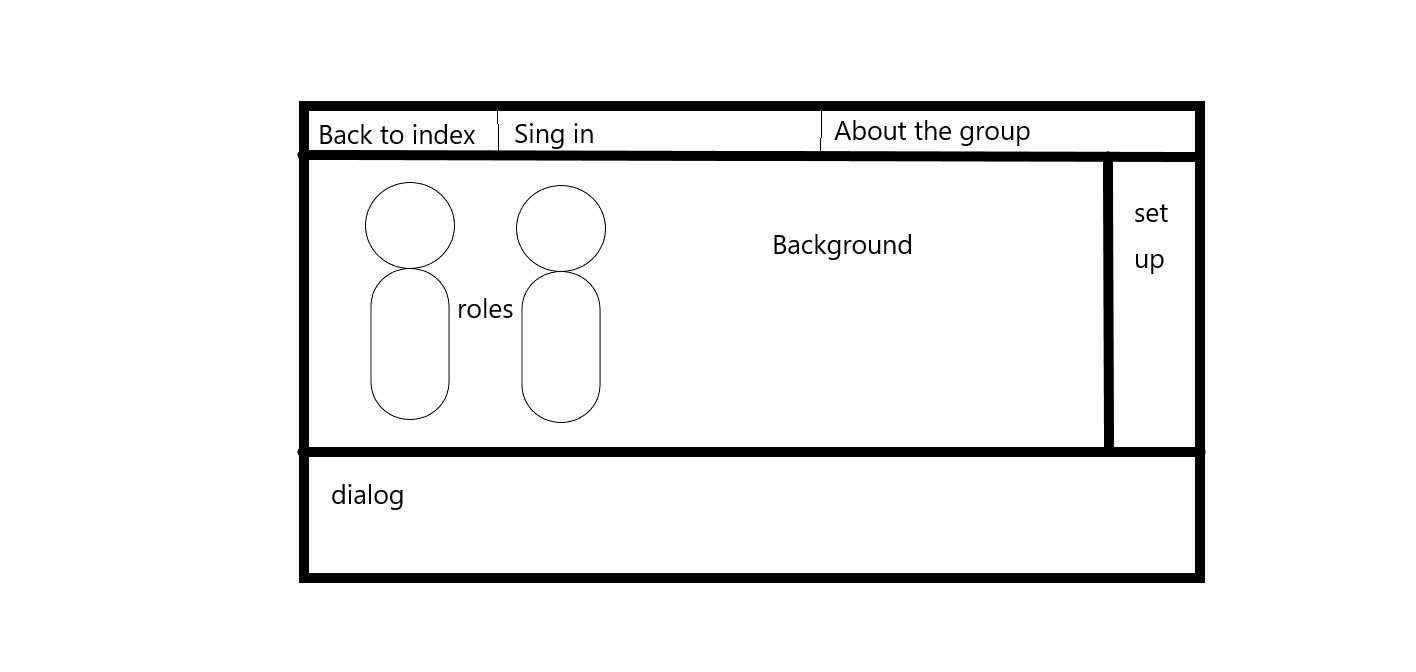 Back to index
Sing in
About the group
set
up
Background
roles
dialog